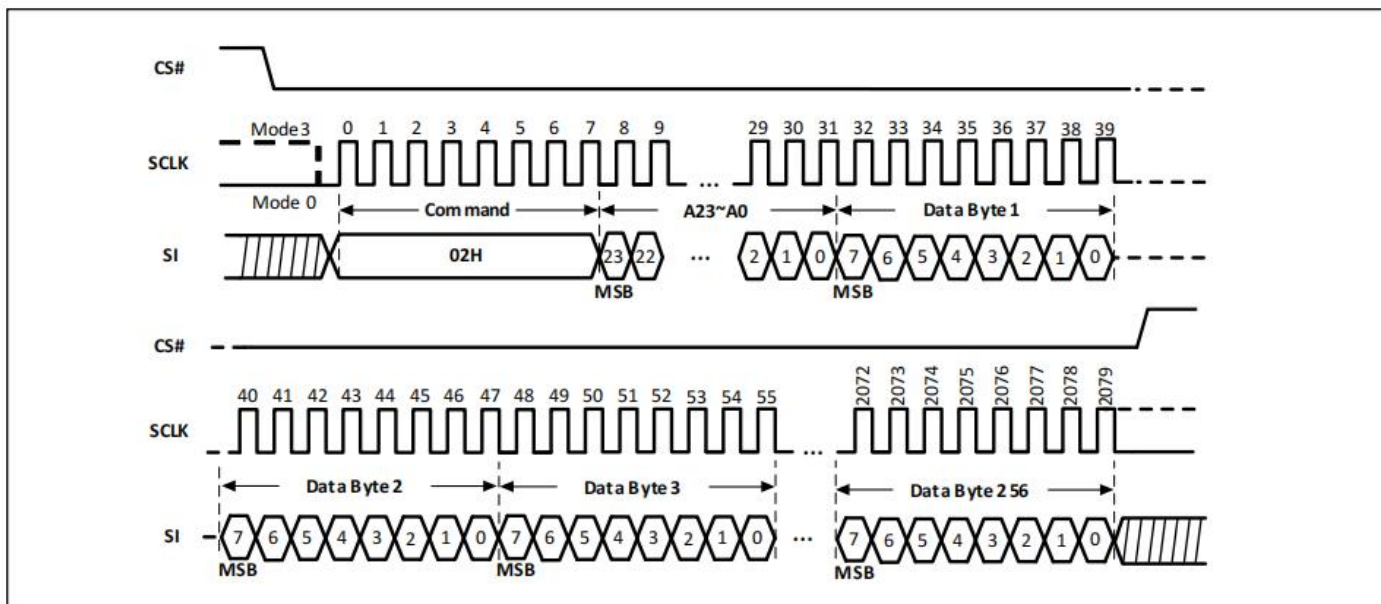 CS#
Mode 3 0 1 2 3 4 5 6 7 8 9 29 30 31 32 33 34 35 36 37 38 39
SCLK ...
Mode 0 Command A23~A0 Data Byte 1
SI 02H 23 22 ... 2 1 0 7 6 5 4 3 2 1 0
MSB MSB
CS#
40 41 42 43 44 45 46 47 48 49 50 51 52 53 54 55 2072 2073 2074 2075 2076 2077 2078 2079
SCLK ...
Data Byte 2 Data Byte 3 Data Byte 256
SI 7 6 5 4 3 2 1 0 7 6 5 4 3 2 1 0 ... 7 6 5 4 3 2 1 0
MSB MSB MSB